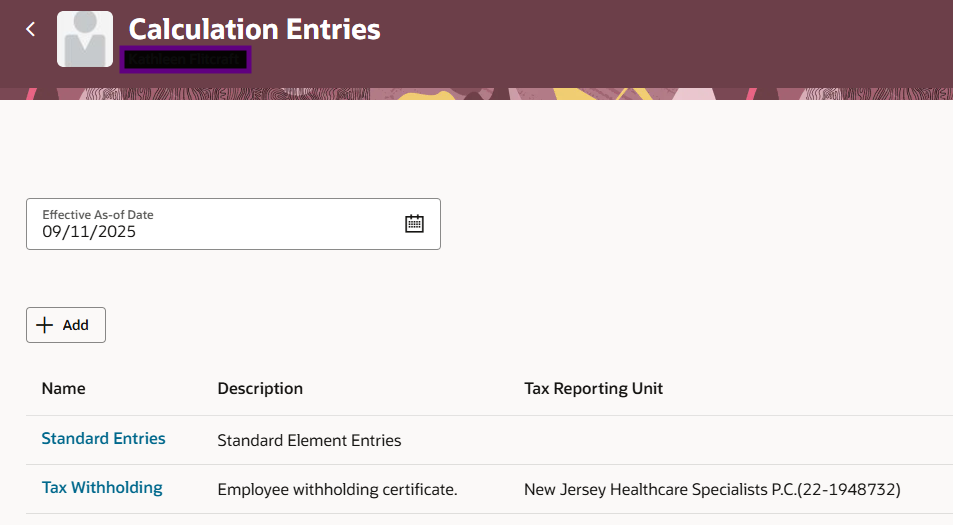 Calculation Entries
Effective As-of Date
09/11/2025
Add
Name Description Tax Reporting Unit
Standard Entries Standard Element Entries
Tax Withholding Employee withholding certificate. New Jersey Healthcare Specialists P.C.(22-1948732)